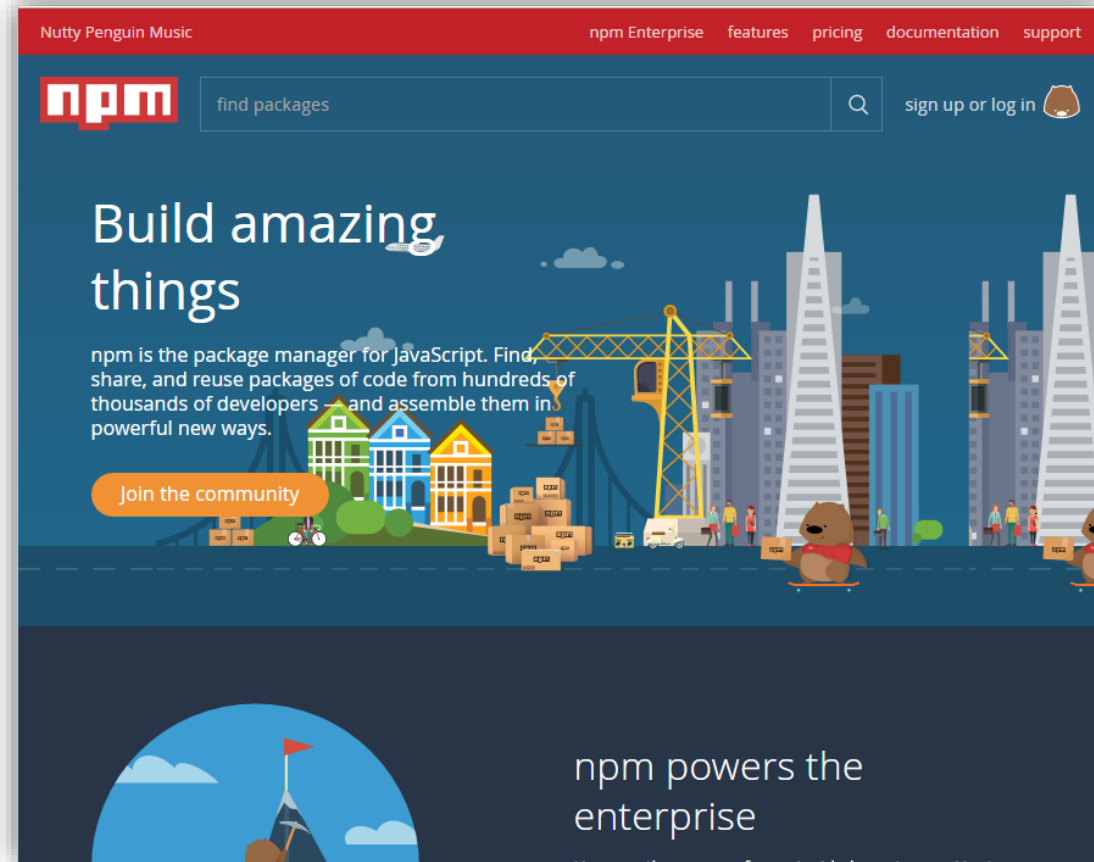 Nutty Penguin Music
npm Enterprise features pricing documentation support
npm
find packages
sign up or log in
Build amazing
things
npm is the package manager for JavaScript. Find,
share, and reuse packages of code from hundreds of
thousands of developers — and assemble them in
powerful new ways.
Join the community
npm powers the
enterprise